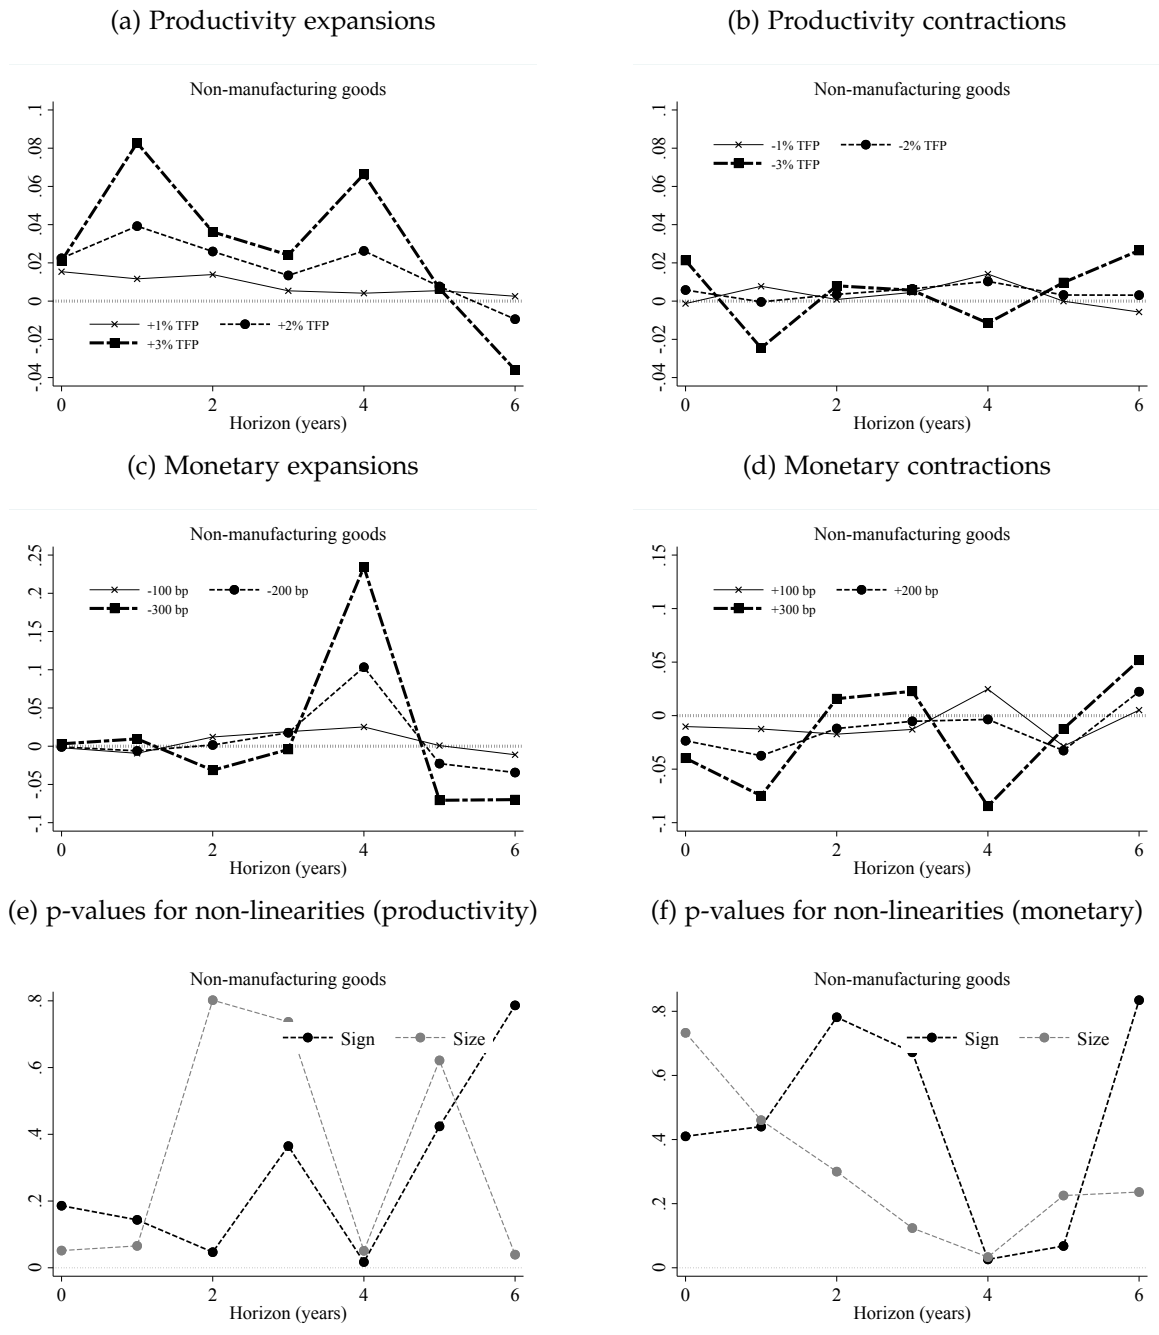 (a) Productivity expansions
(b) Productivity contractions
Non-manufacturing goods
.1
.08
.06
.04
.02
0
-.02
-.04
+1% TFP
+2% TFP
+3% TFP
0 2 4 6
Horizon (years)
Non-manufacturing goods
.1
.08
.06
.04
.02
0
-.02
-.04
-1% TFP
-2% TFP
-3% TFP
0 2 4 6
Horizon (years)
(c) Monetary expansions
(d) Monetary contractions
Non-manufacturing goods
.25
.2
.15
.1
.05
0
-.05
-.1
-100 bp
-200 bp
-300 bp
0 2 4 6
Horizon (years)
Non-manufacturing goods
.15
.1
.05
0
-.05
-.1
+100 bp
+200 bp
+300 bp
0 2 4 6
Horizon (years)
(e) p-values for non-linearities (productivity)
(f) p-values for non-linearities (monetary)
Non-manufacturing goods
.8
.6
.4
.2
0
Sign
Size
0 2 4 6
Horizon (years)
Non-manufacturing goods
.8
.6
.4
.2
0
Sign
Size
0 2 4 6
Horizon (years)